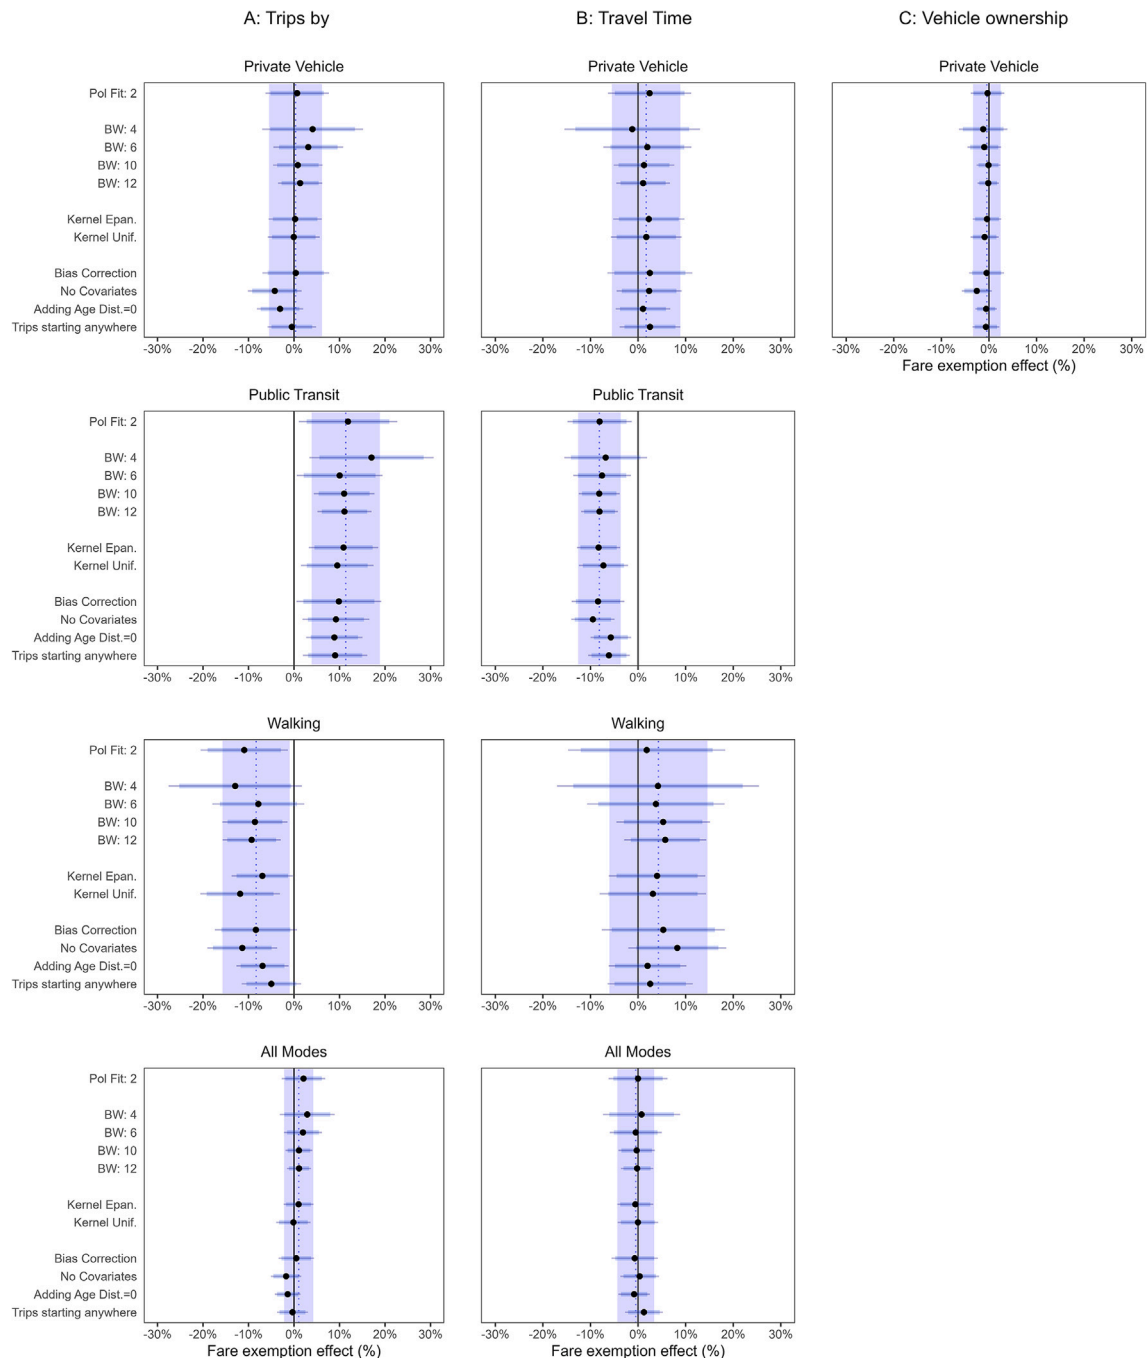 A: Trips by
B: Travel Time
C: Vehicle ownership
Private Vehicle
Private Vehicle
Private Vehicle
Pol Fit: 2
BW: 4
BW: 6
BW: 10
BW: 12
Kernel Epan.
Kernel Unif.
Bias Correction
No Covariates
Adding Age Dist.=0
Trips starting anywhere
-30% -20% -10% 0% 10% 20% 30%
-30% -20% -10% 0% 10% 20% 30%
-30% -20% -10% 0% 10% 20% 30%
Fare exemption effect (%)
Public Transit
Public Transit
Pol Fit: 2
BW: 4
BW: 6
BW: 10
BW: 12
Kernel Epan.
Kernel Unif.
Bias Correction
No Covariates
Adding Age Dist.=0
Trips starting anywhere
-30% -20% -10% 0% 10% 20% 30%
-30% -20% -10% 0% 10% 20% 30%
Walking
Walking
Pol Fit: 2
BW: 4
BW: 6
BW: 10
BW: 12
Kernel Epan.
Kernel Unif.
Bias Correction
No Covariates
Adding Age Dist.=0
Trips starting anywhere
-30% -20% -10% 0% 10% 20% 30%
-30% -20% -10% 0% 10% 20% 30%
All Modes
All Modes
Pol Fit: 2
BW: 4
BW: 6
BW: 10
BW: 12
Kernel Epan.
Kernel Unif.
Bias Correction
No Covariates
Adding Age Dist.=0
Trips starting anywhere
-30% -20% -10% 0% 10% 20% 30%
-30% -20% -10% 0% 10% 20% 30%
Fare exemption effect (%)
Fare exemption effect (%)